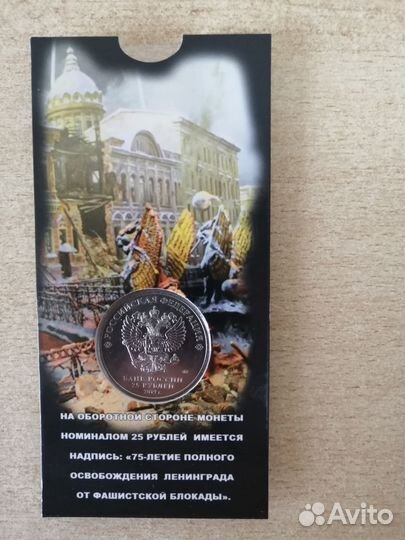 РОССИЙСКАЯ ФЕДЕРАЦИЯ
БАНК РОССИИ
25 РУБЛЕЙ
2019 г.
НА ОБОРОТНОЙ СТОРОНЕ МОНЕТЫ
НОМИНАЛОМ 25 РУБЛЕЙ ИМЕЕТСЯ
НАДПИСЬ: «75-ЛЕТИЕ ПОЛНОГО
ОСВОБОЖДЕНИЯ ЛЕНИНГРАДА
ОТ ФАШИСТСКОЙ БЛОКАДЫ».
Avito